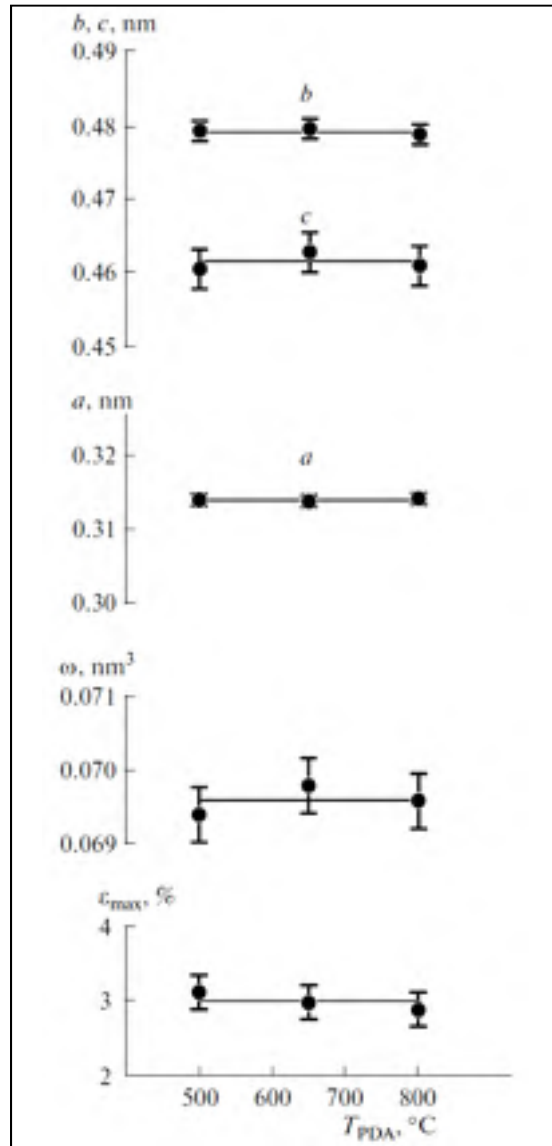 b, c, nm
0.49
b
0.48
0.47
c
0.46
0.45
a, nm
0.32
a
0.31
0.30
ω, nm³
0.071
0.070
0.069
εmax, %
4
3
2
500 600 700 800
TPDA, °C